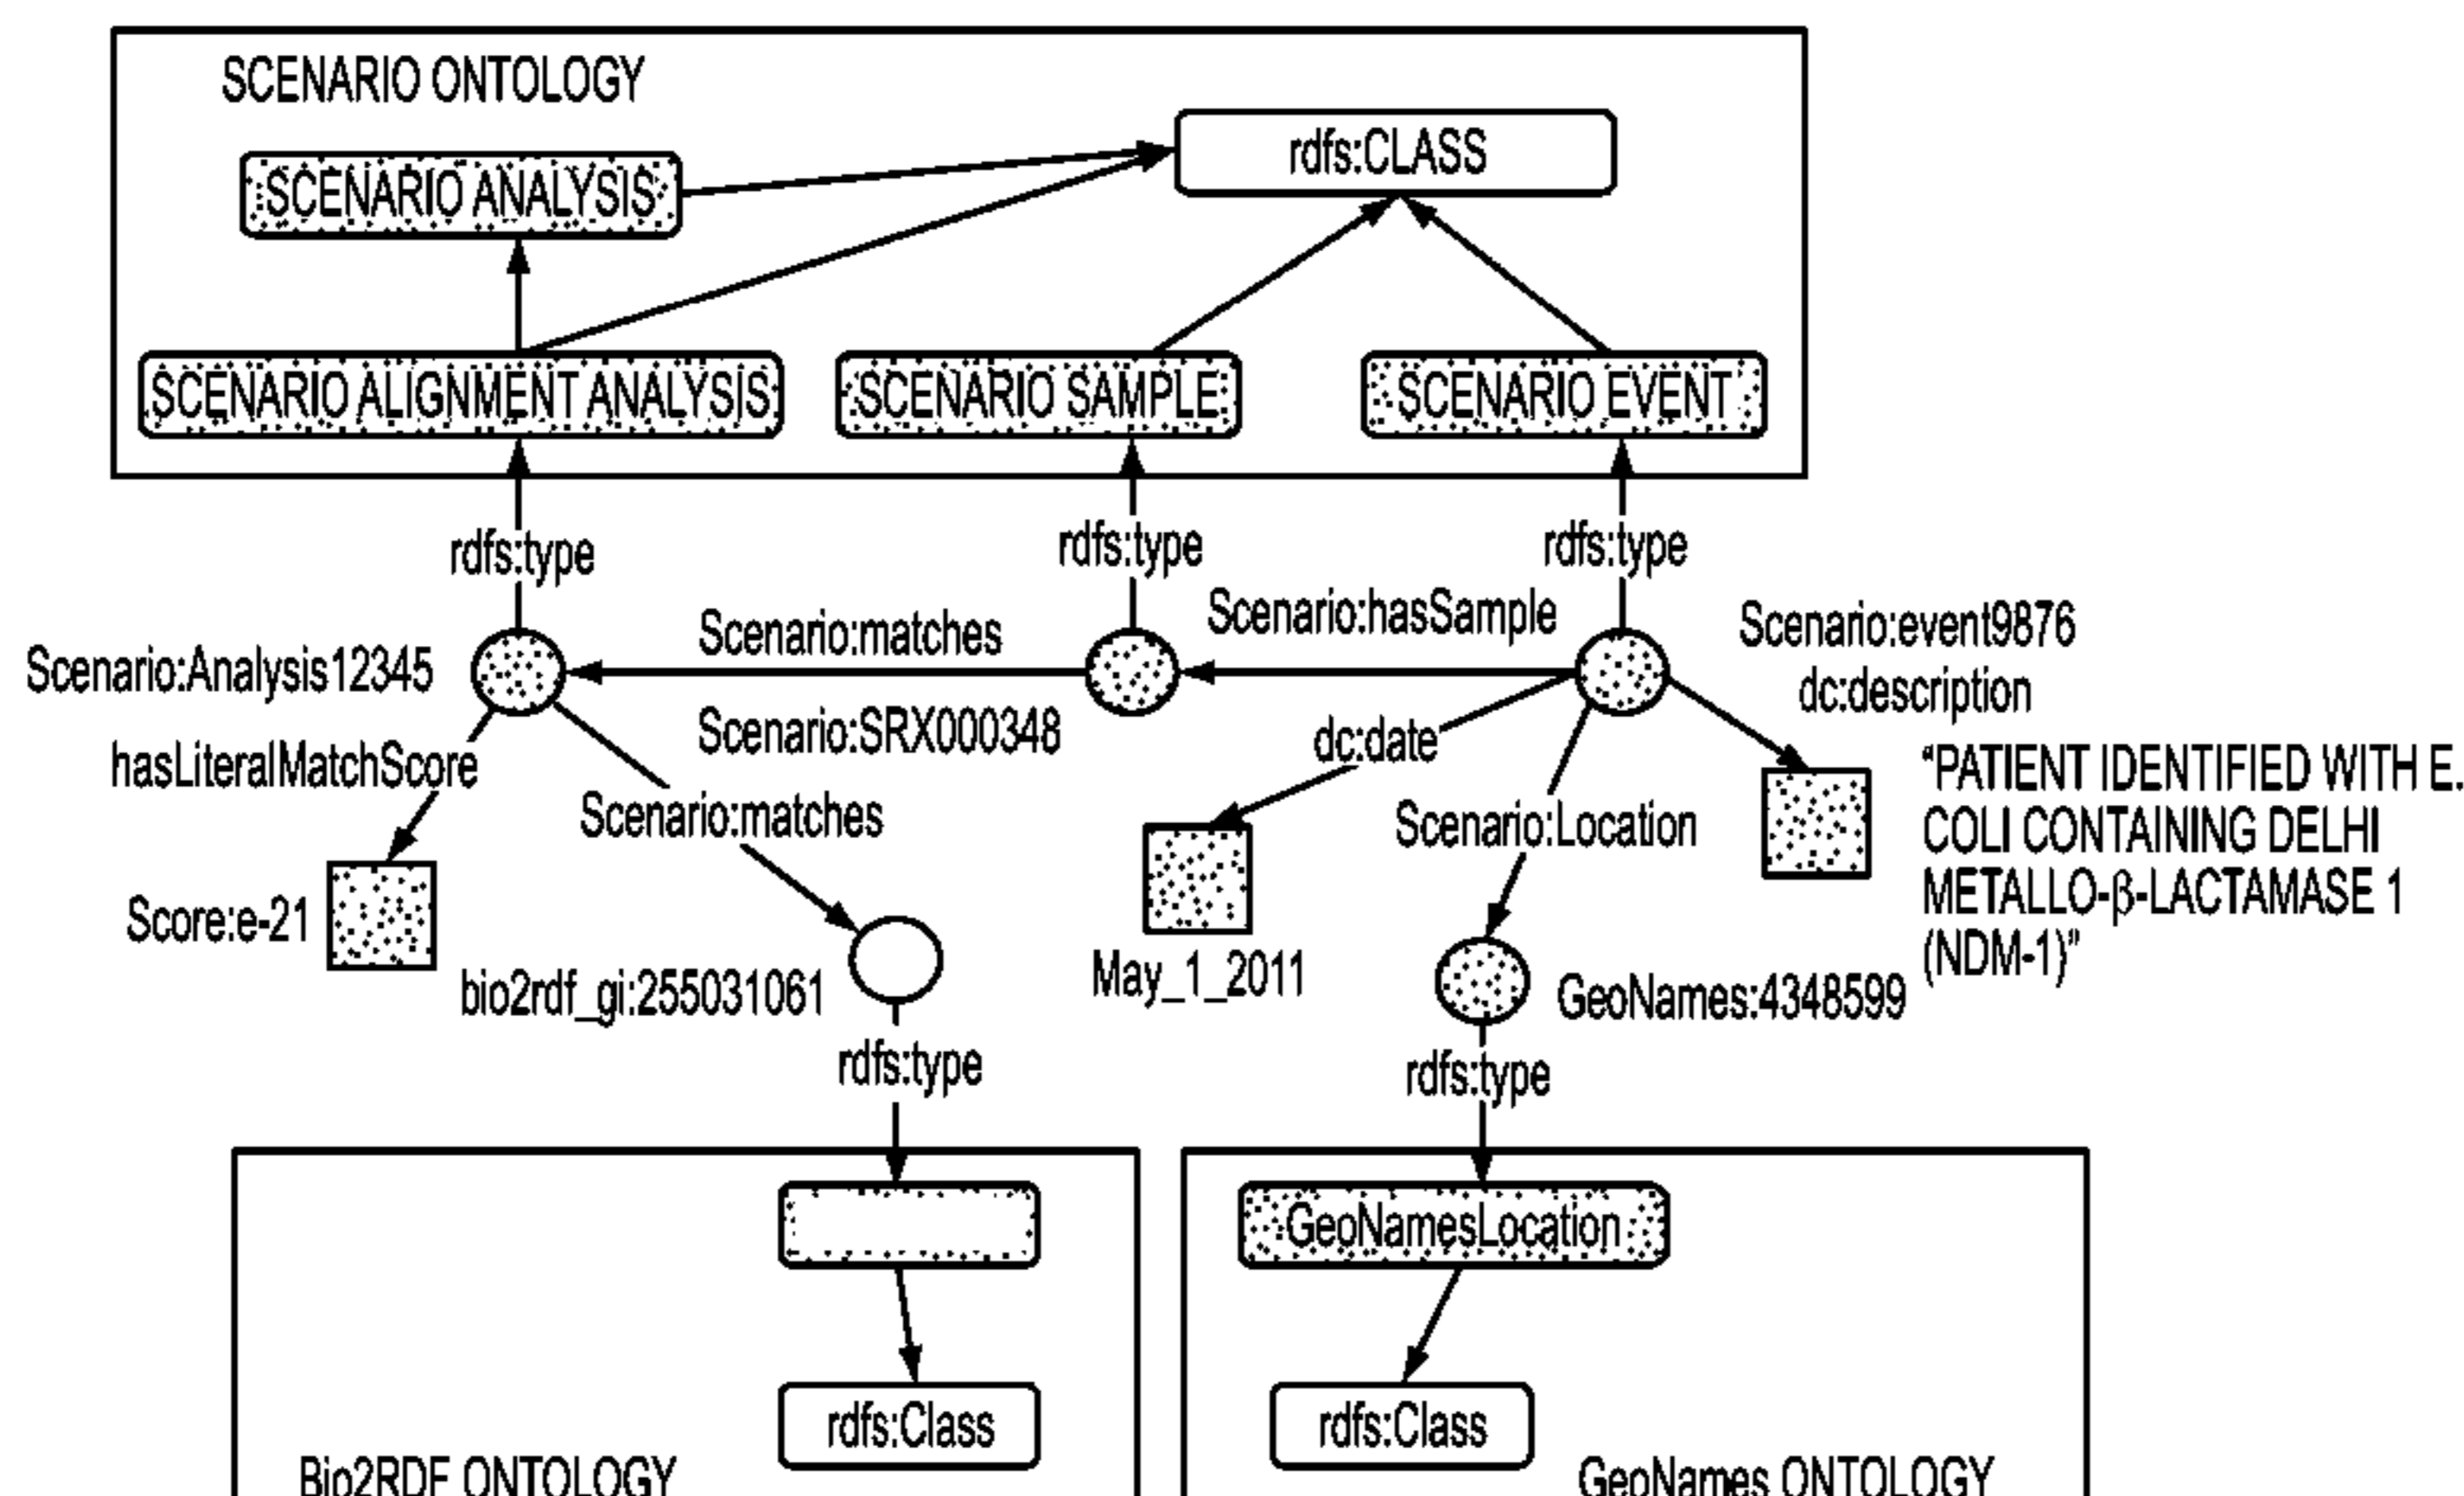 SCENARIO ONTOLOGY
rdfs:CLASS
SCENARIO ANALYSIS
SCENARIO ALIGNMENT ANALYSIS
SCENARIO SAMPLE
SCENARIO EVENT
rdfs:type
rdfs:type
rdfs:type
Scenario:Analysis12345
Scenario:matches
Scenario:SRX000348
Scenario:hasSample
Scenario:event9876
dc:description
"PATIENT IDENTIFIED WITH E.
COLI CONTAINING DELHI
METALLO-β-LACTAMASE 1
(NDM-1)"
hasLiteralMatchScore
Scenario:matches
dc:date
Scenario:Location
Score:e-21
bio2rdf_gi:255031061
May_1_2011
GeoNames:4348599
rdfs:type
rdfs:type
GeoNamesLocation
rdfs:Class
rdfs:Class
Bio2RDF ONTOLOGY
GeoNames ONTOLOGY